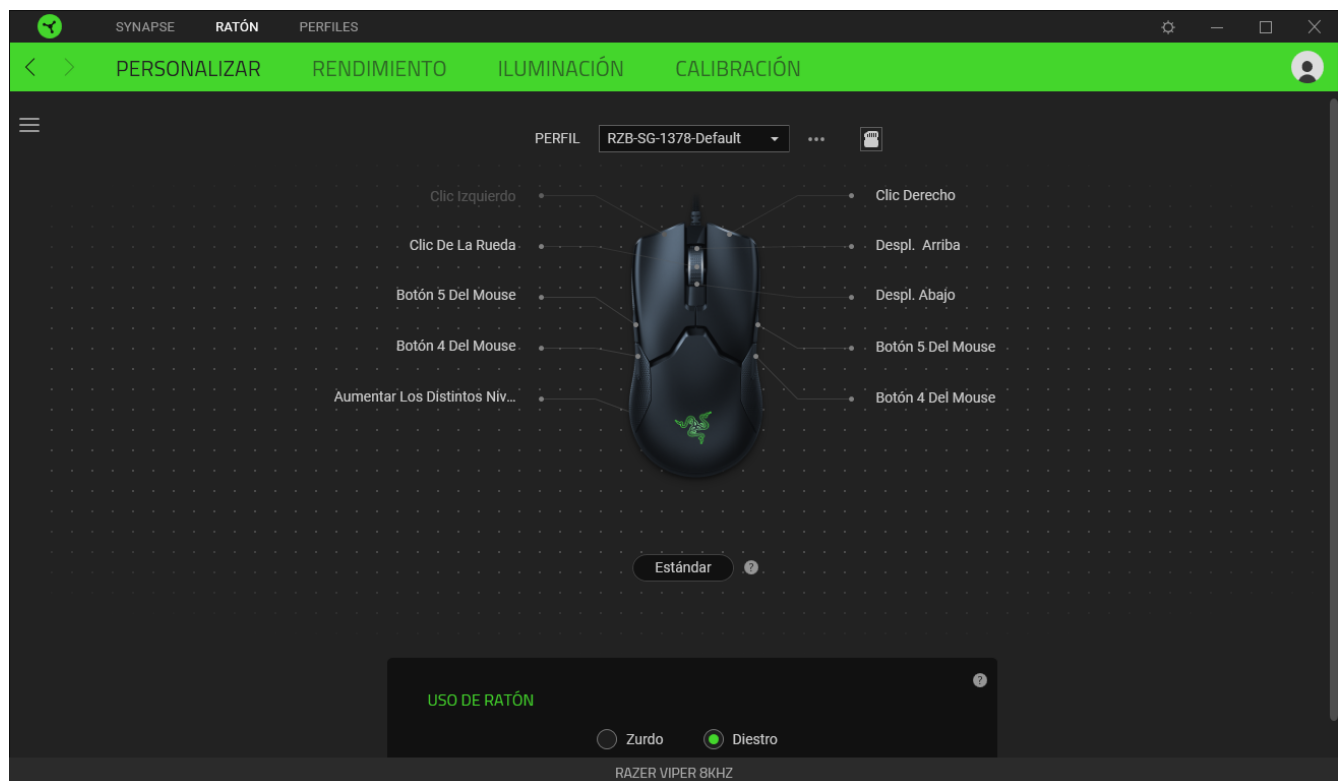 SYNAPSE RATÓN PERFILES
PERSONALIZAR RENDIMIENTO ILUMINACIÓN CALIBRACIÓN
PERFIL RZB-SG-1378-Default
Clic Izquierdo Clic Derecho
Clic De La Rueda Despl. Arriba
Botón 5 Del Mouse Despl. Abajo
Botón 4 Del Mouse Botón 5 Del Mouse
Aumentar Los Distintos Nív... Botón 4 Del Mouse
Estándar ?
?
USO DE RATÓN
Zurdo Diestro
RAZER VIPER 8KHZ